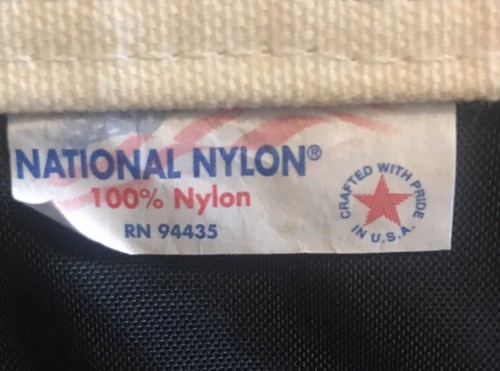 NATIONAL NYLON®
100% Nylon
RN 94435
CRAFTED WITH PRIDE
IN U.S.A.